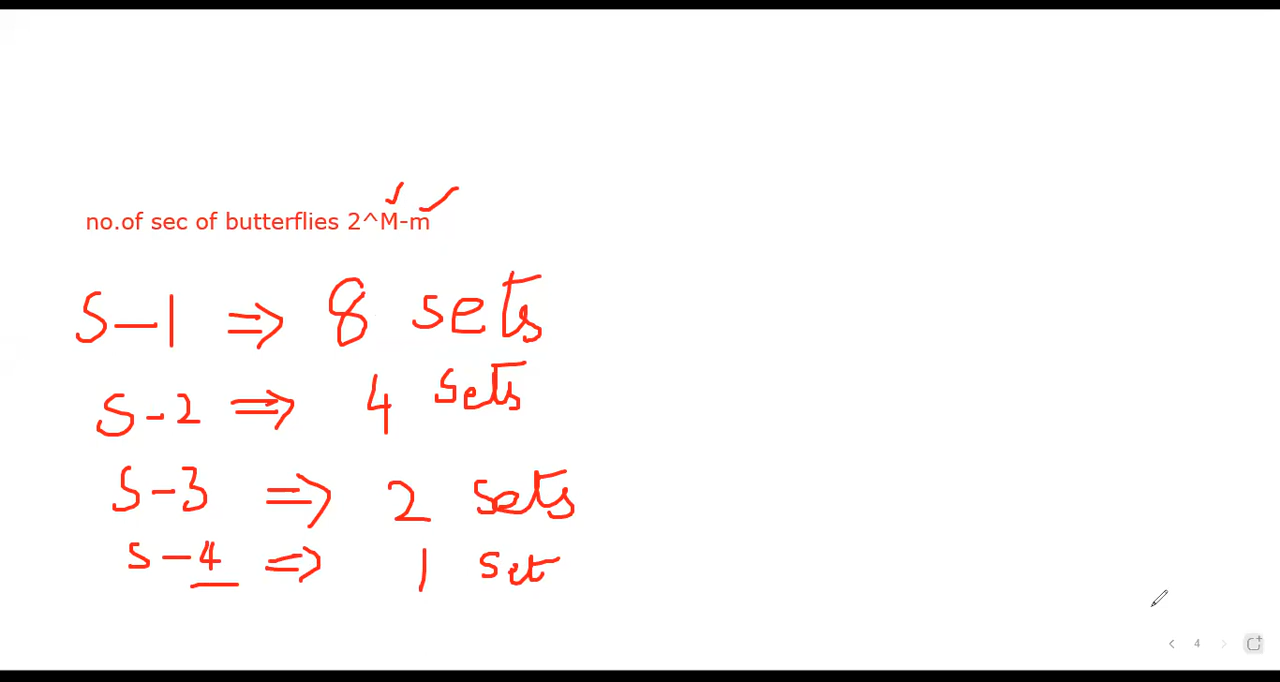 no.of sec of butterflies 2^M-m
S-1 ⇒ 8 sets
S-2 ⇒ 4 sets
S-3 ⇒ 2 sets
S-4 ⇒ 1 set
4